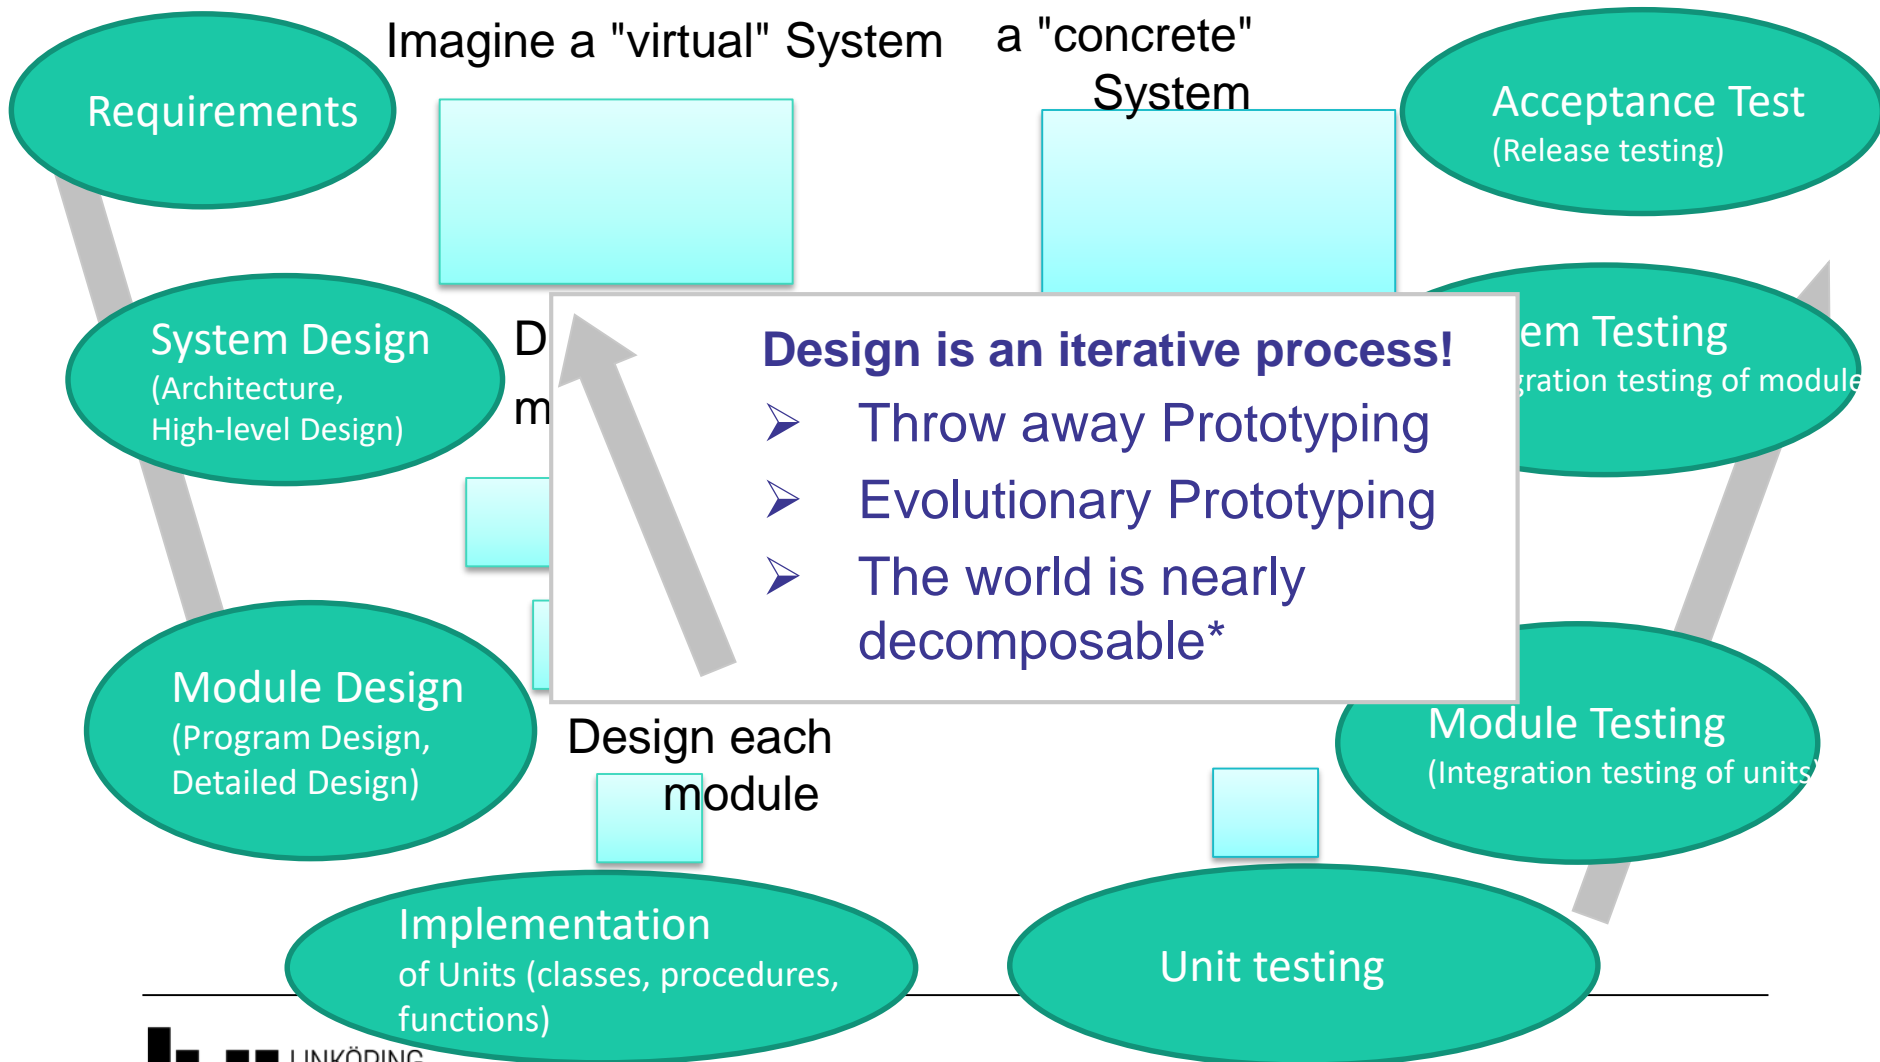 Requirements
Imagine a "virtual" System
a "concrete"
System
Acceptance Test
(Release testing)
System Design
(Architecture,
High-level Design)
D
m
Design is an iterative process!
➢ Throw away Prototyping
➢ Evolutionary Prototyping
➢ The world is nearly
decomposable*
em Testing
gration testing of module
Module Design
(Program Design,
Detailed Design)
Design each
module
Module Testing
(Integration testing of units)
Implementation
of Units (classes, procedures,
functions)
Unit testing
LINKÖPING